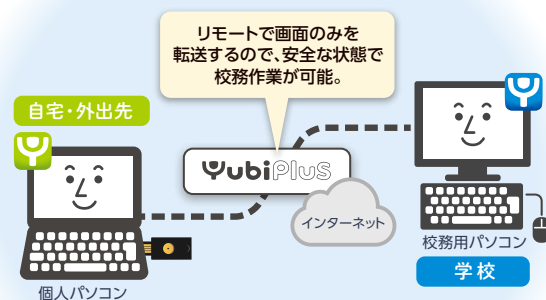 リモートで画面のみを
転送するので、安全な状態で
校務作業が可能。
自宅・外出先
YubiPlus
インターネット
個人パソコン
校務用パソコン
学校